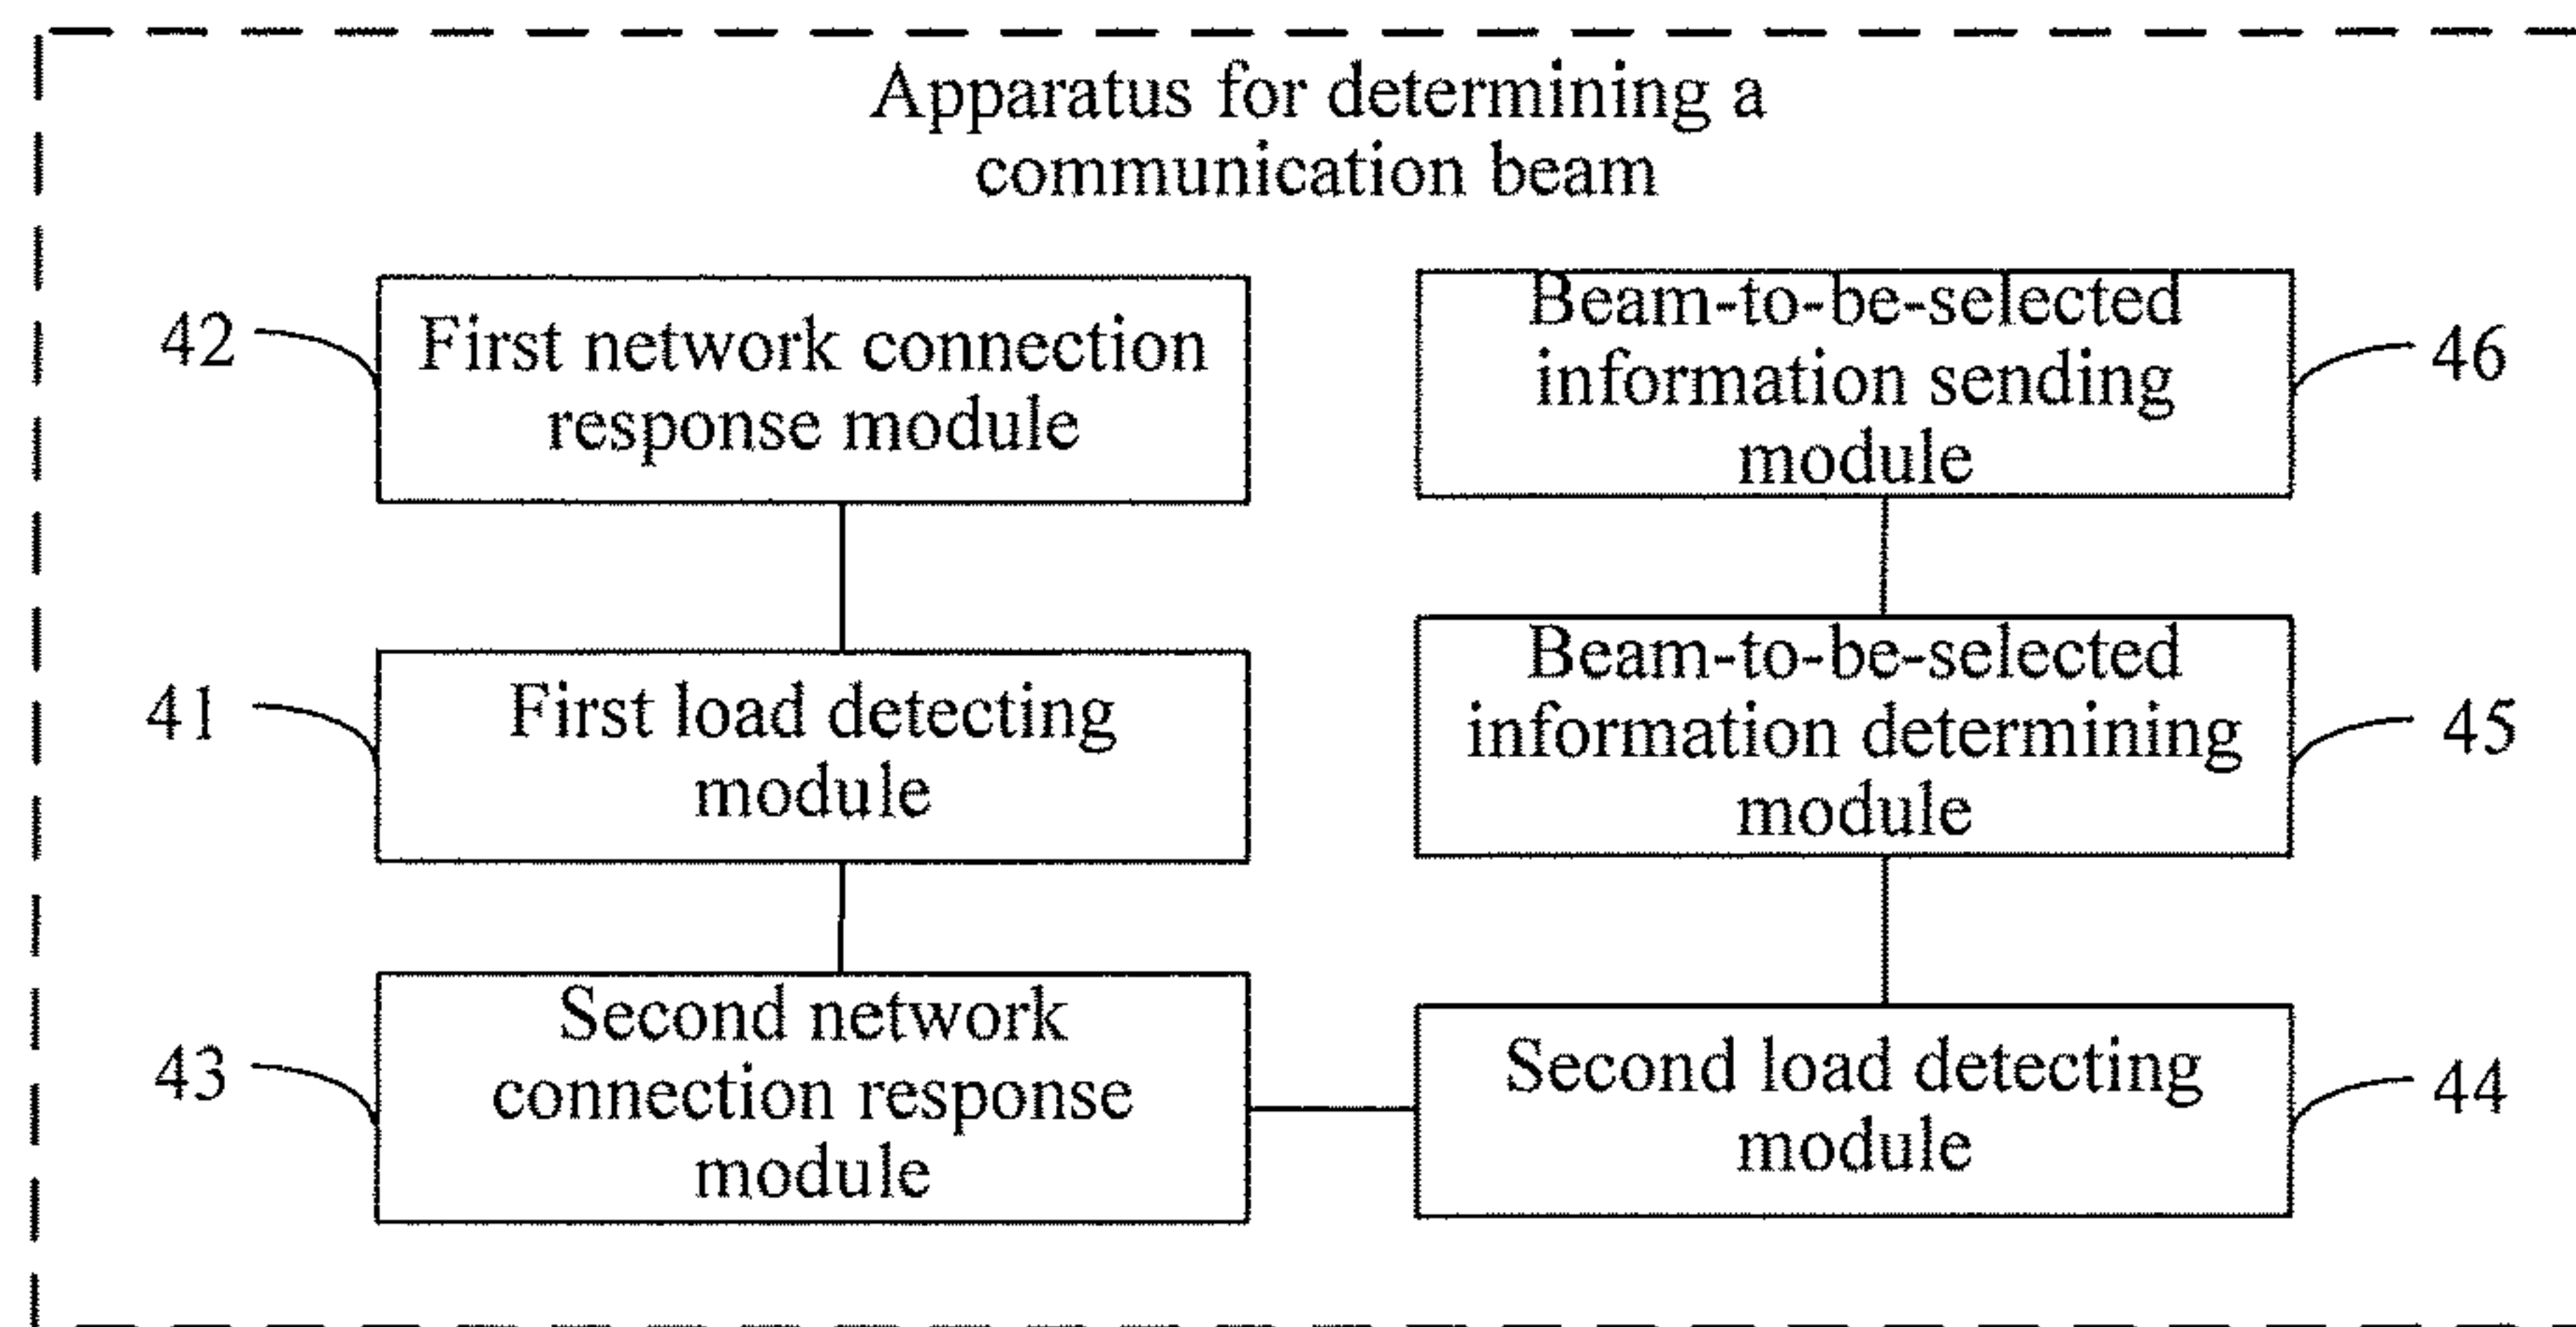 Apparatus for determining a
communication beam
42
First network connection
response module
41
First load detecting
module
43
Second network
connection response
module
Beam-to-be-selected
information sending
module
46
Beam-to-be-selected
information determining
module
45
Second load detecting
module
44